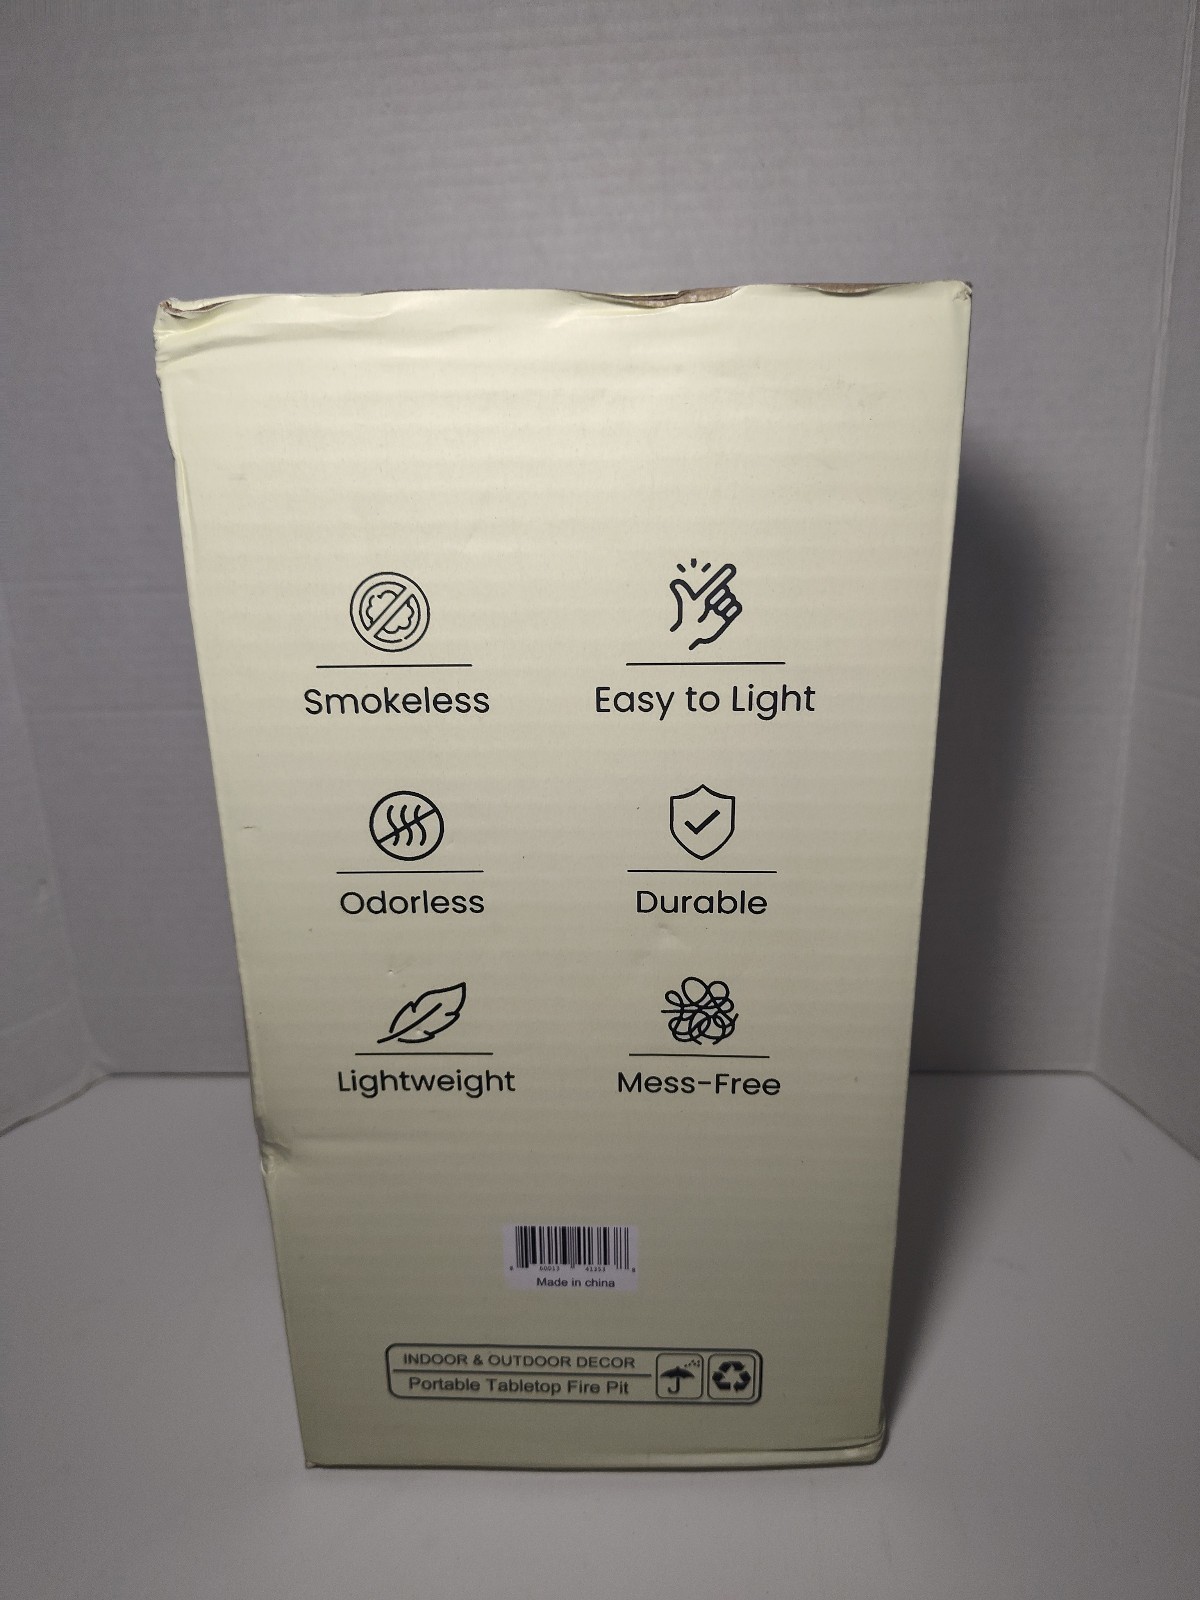 Smokeless
Easy to Light
Odorless
Durable
Lightweight
Mess-Free
Made in china
INDOOR & OUTDOOR DECOR
Portable Tabletop Fire Pit